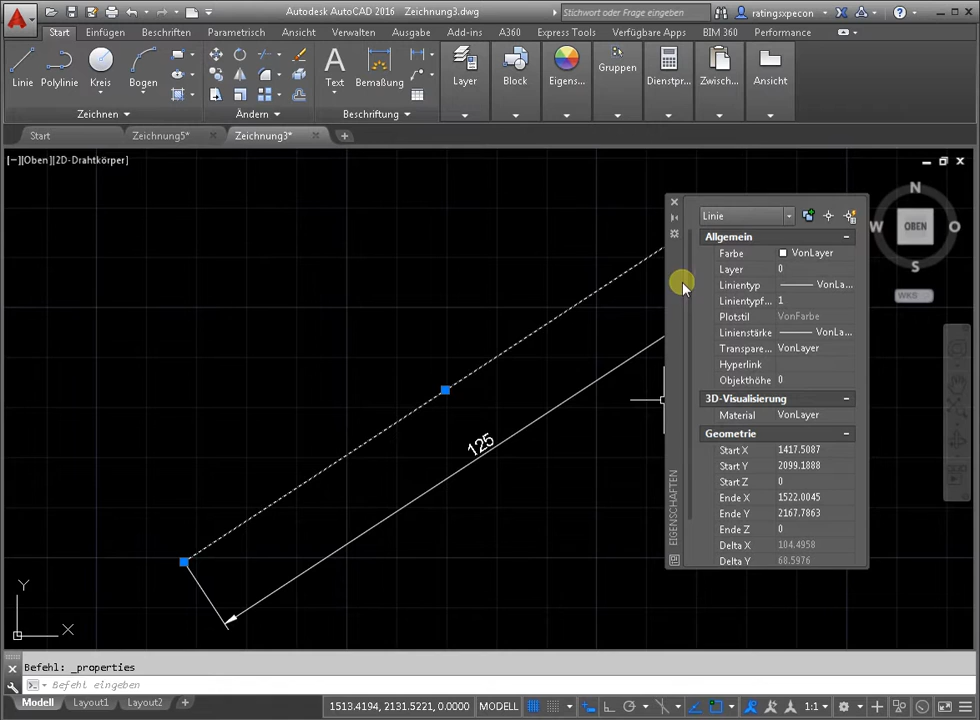 Autodesk AutoCAD 2016 Zeichnung3.dwg
Stichwort oder Frage eingeben
ratingsxpecon
Start Einfügen Beschriften Parametrisch Ansicht Verwalten Ausgabe Add-ins A360 Express Tools Verfügbare Apps BIM 360 Performance
Linie Polylinie Kreis Bogen Text Bemaßung Layer Block Eigens... Gruppen Dienstpr... Zwisch... Ansicht
Zeichnen Ändern Beschriftung
Start Zeichnung5* Zeichnung3*
[−][Oben][2D-Drahtkörper]
N
W OBEN O
S
WKS
125
EIGENSCHAFTEN
Linie
Allgemein
Farbe VonLayer
Layer 0
Linientyp VonLa...
Linientypf... 1
Plotstil VonFarbe
Linienstärke VonLa...
Transpare... VonLayer
Hyperlink
Objekthöhe 0
3D-Visualisierung
Material VonLayer
Geometrie
Start X 1417.5087
Start Y 2099.1888
Start Z 0
Ende X 1522.0045
Ende Y 2167.7863
Ende Z 0
Delta X 104.4958
Delta Y 68.5976
Y
X
Befehl: _properties
Befehl eingeben
Modell Layout1 Layout2
1513.4194, 2131.5221, 0.0000 MODELL 1:1